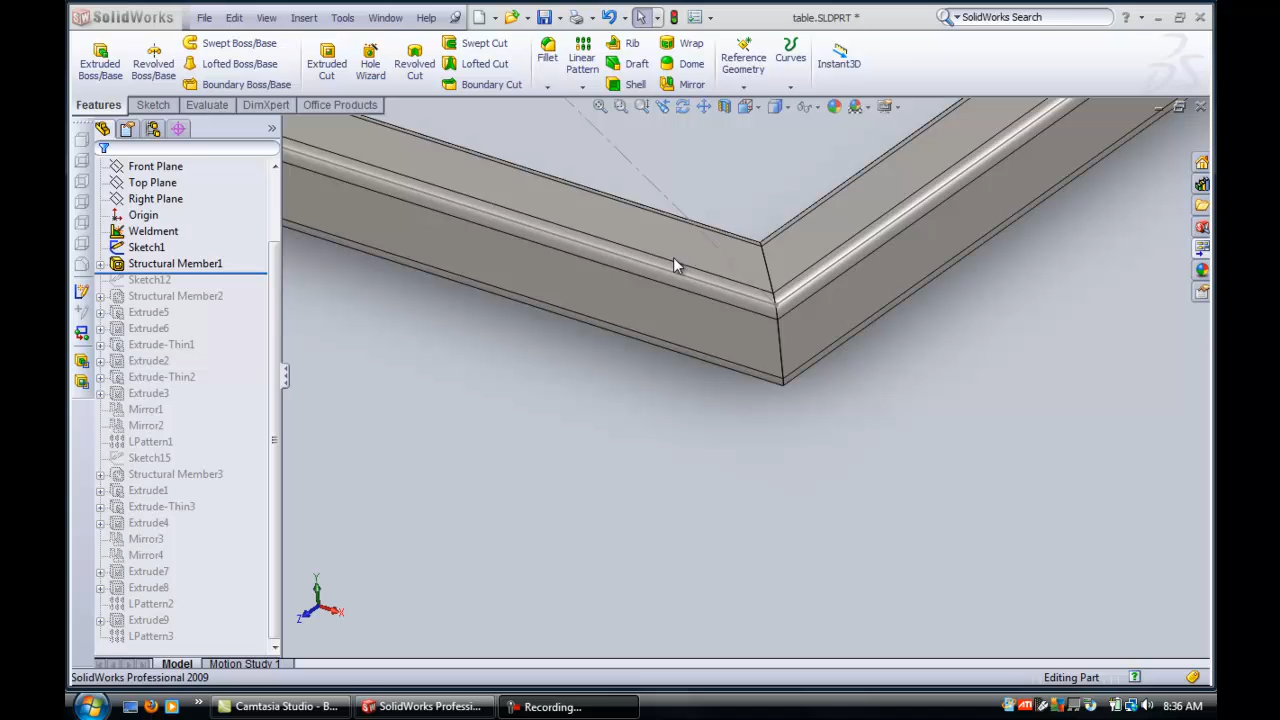 SolidWorks File Edit View Insert Tools Window Help table.SLDPRT * SolidWorks Search
Extruded Boss/Base
Revolved Boss/Base
Swept Boss/Base
Lofted Boss/Base
Boundary Boss/Base
Extruded Cut
Hole Wizard
Revolved Cut
Swept Cut
Lofted Cut
Boundary Cut
Fillet
Linear Pattern
Rib
Draft
Shell
Wrap
Dome
Mirror
Reference Geometry
Curves
Instant3D
Features Sketch Evaluate DimXpert Office Products
Front Plane
Top Plane
Right Plane
Origin
Weldment
Sketch1
Structural Member1
Sketch12
Structural Member2
Extrude5
Extrude6
Extrude-Thin1
Extrude2
Extrude-Thin2
Extrude3
Mirror1
Mirror2
LPattern1
Sketch15
Structural Member3
Extrude1
Extrude-Thin3
Extrude4
Mirror3
Mirror4
Extrude7
Extrude8
LPattern2
Extrude9
LPattern3
Y
Z
X
Model Motion Study 1
SolidWorks Professional 2009 Editing Part
Camtasia Studio - B... SolidWorks Professi... Recording... 8:36 AM